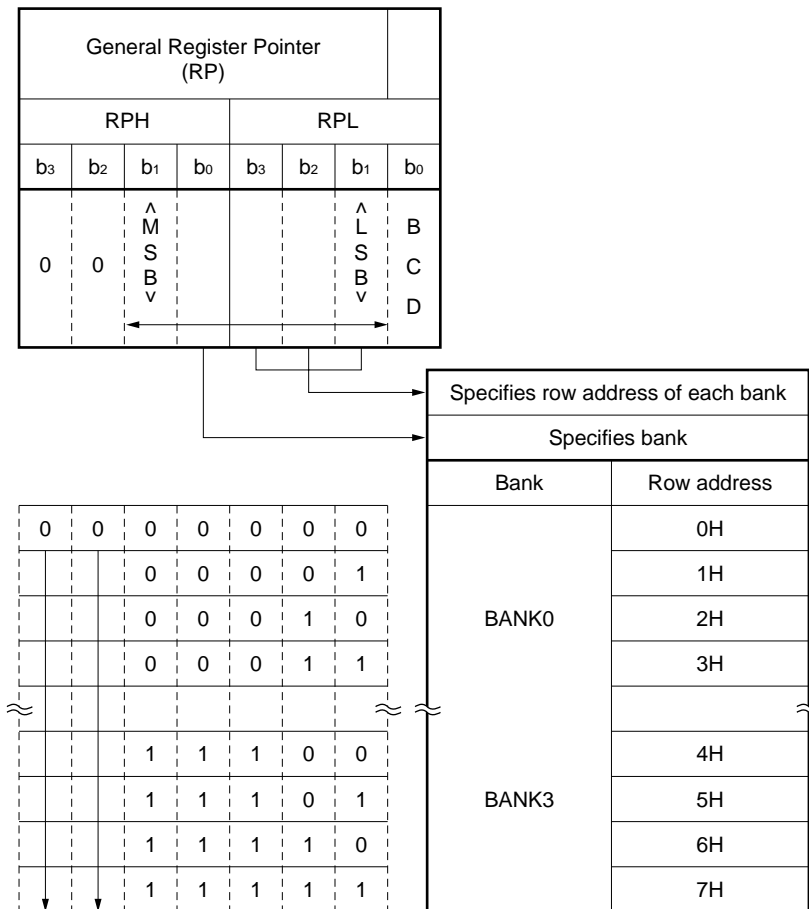 General Register Pointer
(RP)
RPH RPL
b3 b2 b1 b0 b3 b2 b1 b0
0 0 <MSB> <LSB> BCD
Specifies row address of each bank
Specifies bank
Bank Row address
0 0 0 0 0 0 0 0H
0 0 0 0 1 1H
0 0 0 1 0 BANK0 2H
0 0 0 1 1 3H
1 1 1 0 0 4H
1 1 1 0 1 BANK3 5H
1 1 1 1 0 6H
1 1 1 1 1 7H